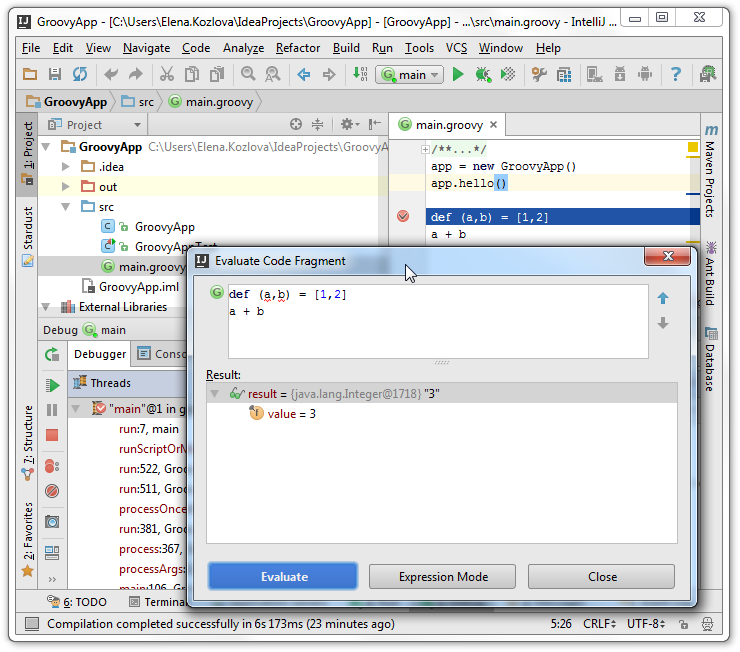 GroovyApp - [C:\Users\Elena.Kozlova\IdeaProjects\GroovyApp] - [GroovyApp] - ...\src\main.groovy - IntelliJ ...
File Edit View Navigate Code Analyze Refactor Build Run Tools VCS Window Help
main
GroovyApp src main.groovy
1: Project
Project
main.groovy
GroovyApp C:\Users\Elena.Kozlova\IdeaProjects\GroovyA
.idea
out
src
GroovyApp
GroovyAppTest
main.groovy
GroovyApp.iml
External Libraries
/**...*/
app = new GroovyApp()
app.hello()
def (a,b) = [1,2]
a + b
Maven Projects
Ant Build
Database
Stardust
7: Structure
2: Favorites
Debug main
Debugger Conso
Threads
"main"@1 in g
run:7, main
runScriptOrM
run:522, Groo
run:511, Groo
processOnce
run:381, Groo
process:367,
processArgs:
main:106, Gro
Evaluate Code Fragment
def (a,b) = [1,2]
a + b
Result:
result = {java.lang.Integer@1718} "3"
value = 3
Evaluate Expression Mode Close
6: TODO Terminal
Compilation completed successfully in 6s 173ms (23 minutes ago) 5:26 CRLF UTF-8